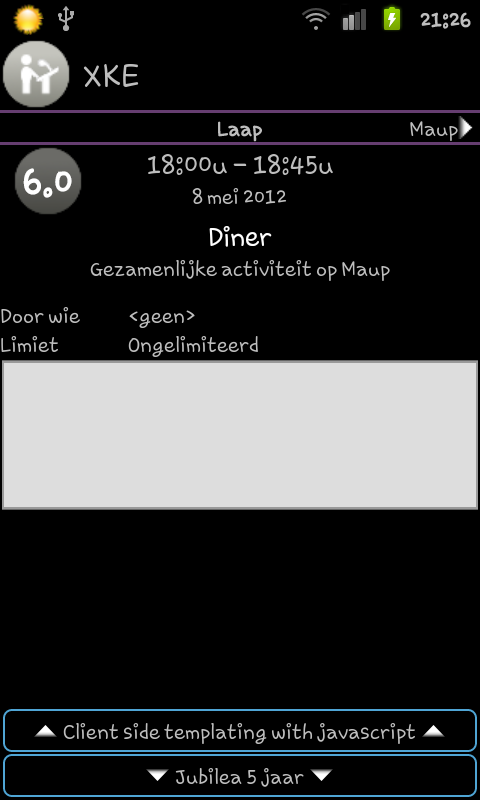 21:26
XKE
Laap
Maup
6.0
18:00u - 18:45u
8 mei 2012
Diner
Gezamenlijke activiteit op Maup
Door wie <geen>
Limiet Ongelimiteerd
Client side templating with javascript
Jubilea 5 jaar